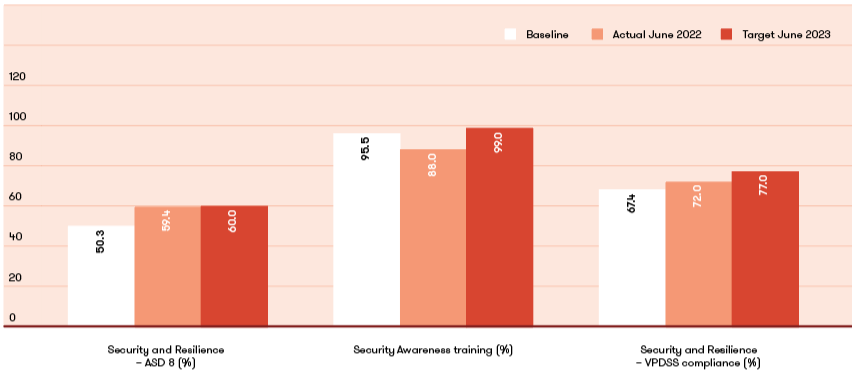 Baseline Actual June 2022 Target June 2023
120
100
80
60
40
20
0
50.3
59.4
60.0
95.5
88.0
99.0
67.4
72.0
77.0
Security and Resilience
– ASD 8 (%)
Security Awareness training (%)
Security and Resilience
– VPDSS compliance (%)